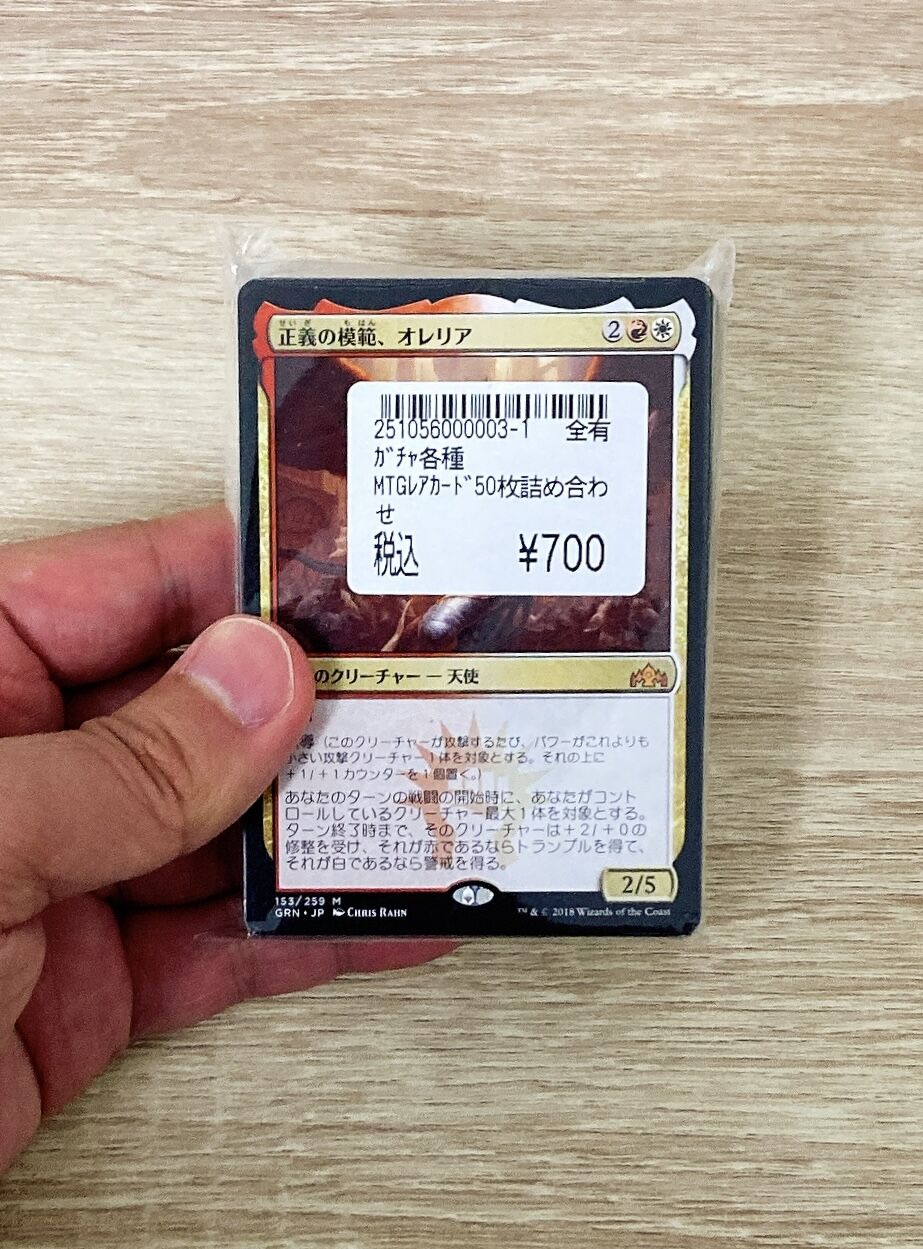 せいぎ もはん
正義の模範、オレリア 2
251056000003-1 全有
ガチャ各種
MTGレアカード50枚詰め合わ
せ
税込 ¥700
のクリーチャー ― 天使
(このクリーチャーが攻撃するたび、パワーがこれよりも
小さい攻撃クリーチャー1体を対象とする。それの上に
+1/+1カウンターを1個置く。)
あなたのターンの戦闘の開始時に、あなたがコント
ロールしているクリーチャー最大1体を対象とする。
ターン終了時まで、そのクリーチャーは+2/+0の
修整を受け、それが赤であるならトランプルを得て、
それが白であるなら警戒を得る。
2/5
153/259 M
GRN • JP CHRIS RAHN
™ & © 2018 Wizards of the Coast